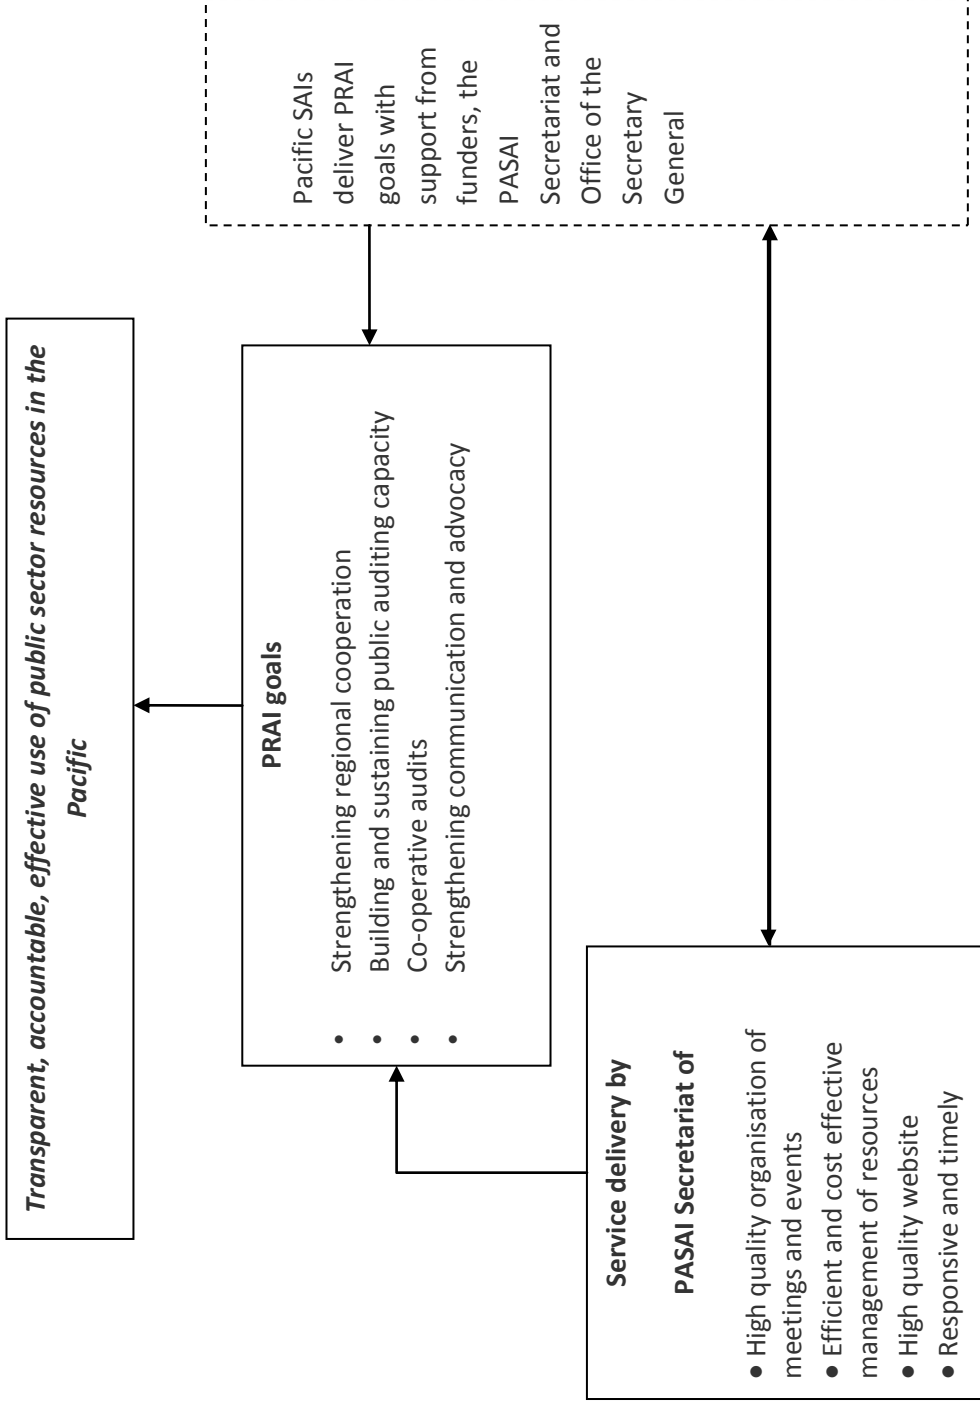 Transparent, accountable, effective use of public sector resources in the
Pacific
PRAI goals
• Strengthening regional cooperation
• Building and sustaining public auditing capacity
• Co-operative audits
• Strengthening communication and advocacy
Service delivery by
PASAI Secretariat of
• High quality organisation of
meetings and events
• Efficient and cost effective
management of resources
• High quality website
• Responsive and timely
Pacific SAIs
deliver PRAI
goals with
support from
funders, the
PASAI
Secretariat and
Office of the
Secretary
General